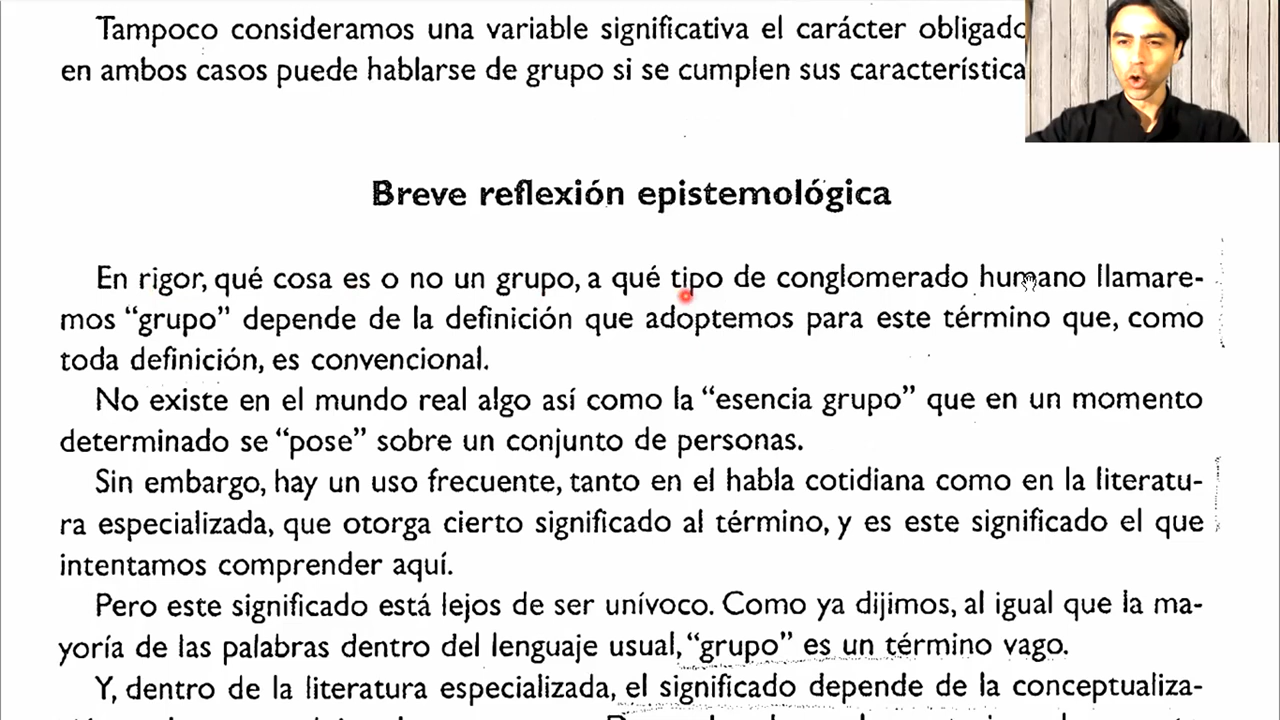 Tampoco consideramos una variable significativa el carácter
en ambos casos puede hablarse de grupo si se cumplen sus
Breve reflexión epistemológica
En rigor, qué cosa es o no un grupo, a qué tipo de conglomerado humano llamare-
mos “grupo” depende de la definición que adoptemos para este término que, como
toda definición, es convencional.
No existe en el mundo real algo así como la “esencia grupo” que en un momento
determinado se “pose” sobre un conjunto de personas.
Sin embargo, hay un uso frecuente, tanto en el habla cotidiana como en la literatu-
ra especializada, que otorga cierto significado al término, y es este significado el que
intentamos comprender aquí.
Pero este significado está lejos de ser unívoco. Como ya dijimos, al igual que la ma-
yoría de las palabras dentro del lenguaje usual, “grupo” es un término vago.
Y, dentro de la literatura especializada, el significado depende de la conceptualiza-